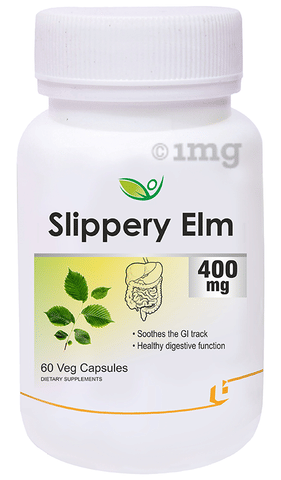 ©1mg
Slippery Elm
400
mg
• Soothes the GI track
• Healthy digestive function
60 Veg Capsules
DIETARY SUPPLEMENTS